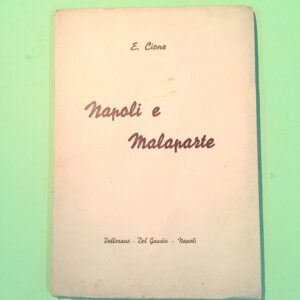 E. Cione
Napoli e
Malaparte
Pellerano - Del Gaudio - Napoli